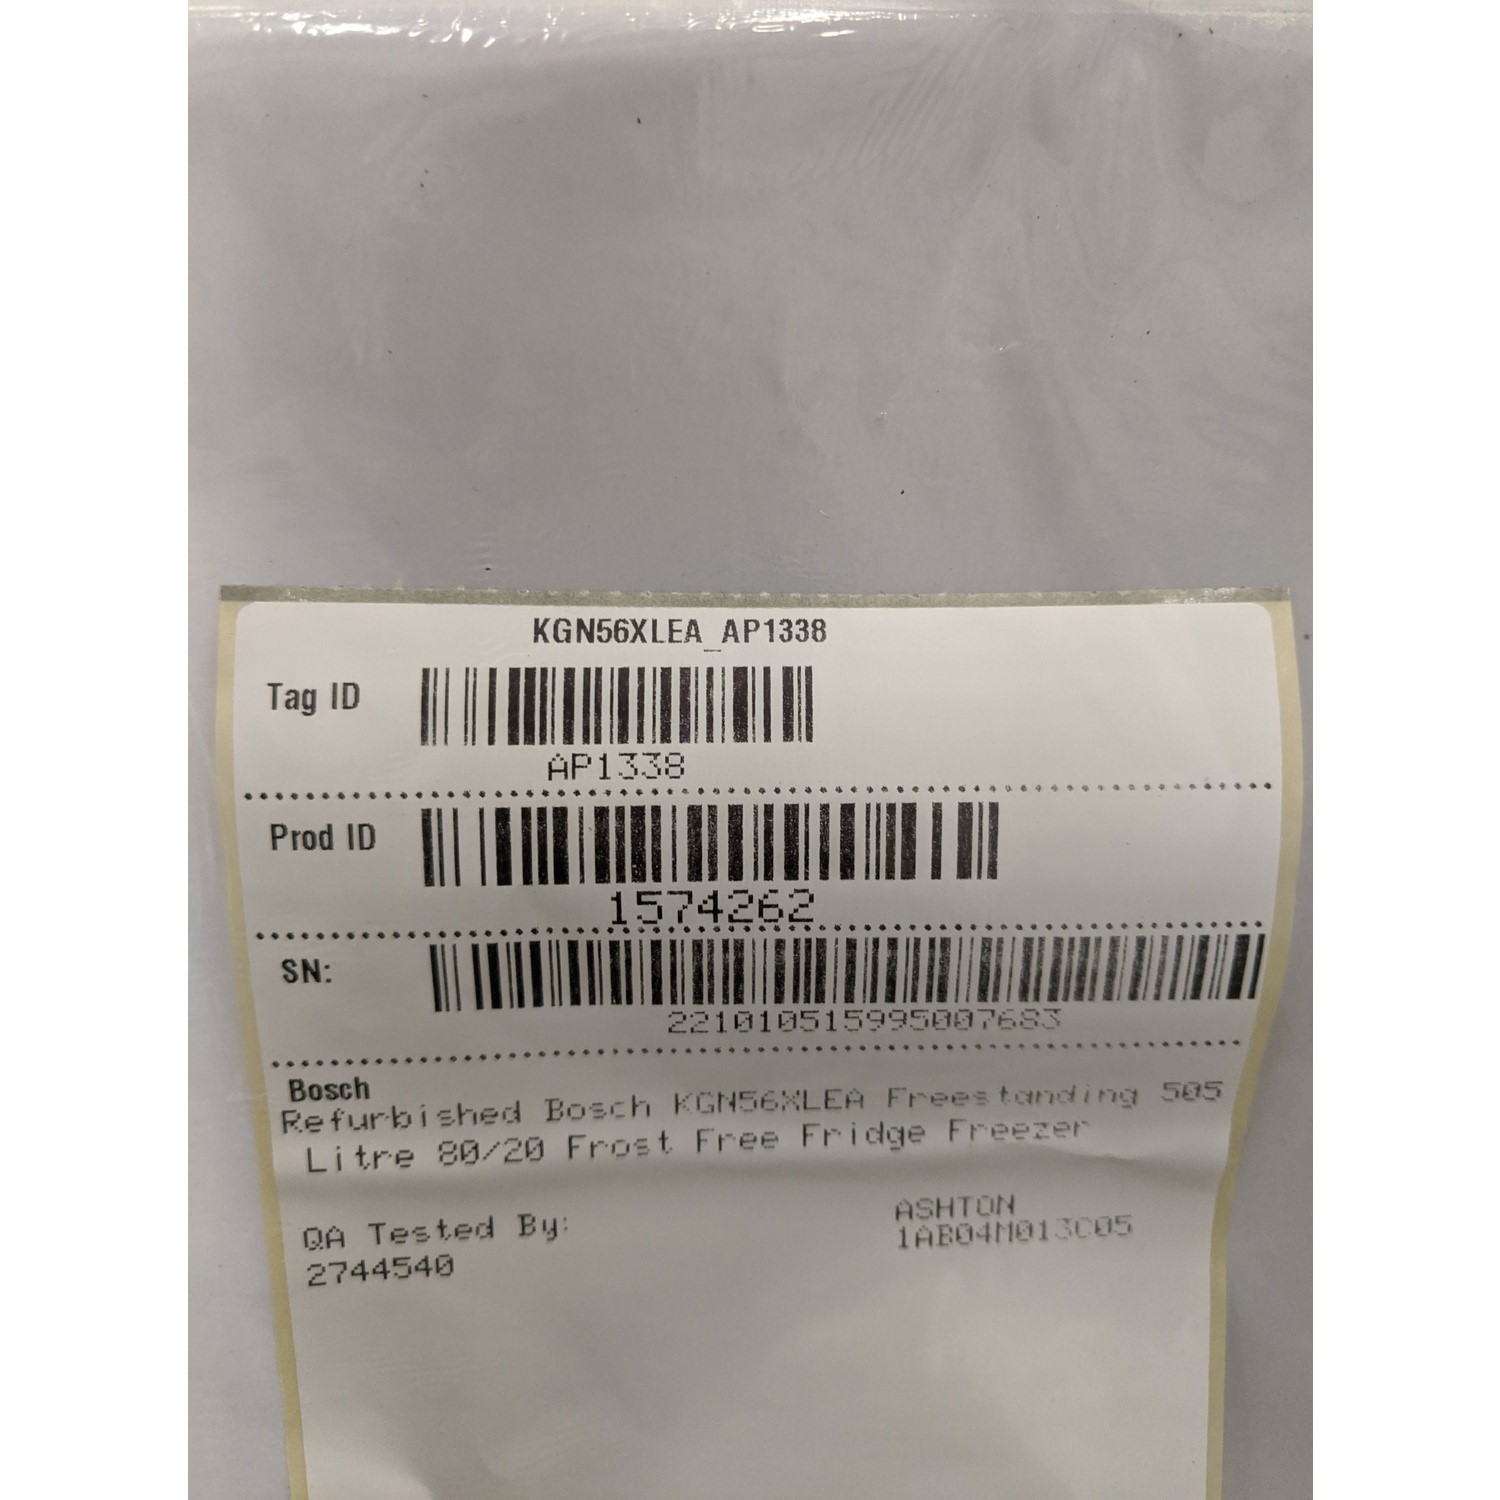 KGN56XLEA_AP1338
Tag ID
AP1338
Prod ID
1574262
SN:
221010515995007683
Bosch
Refurbished Bosch KGN56XLEA Freestanding 505
Litre 80/20 Frost Free Fridge Freezer
QA Tested By:
2744540
ASHTON
1AB04M013C05